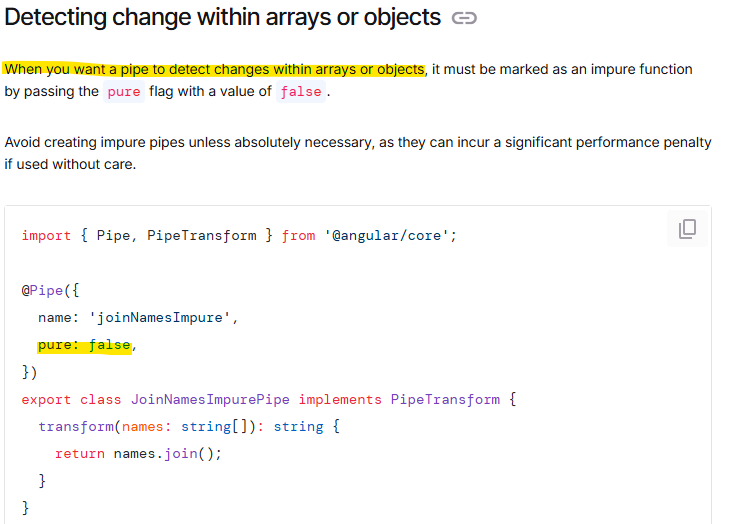 Detecting change within arrays or objects
When you want a pipe to detect changes within arrays or objects, it must be marked as an impure function
by passing the pure flag with a value of false .
Avoid creating impure pipes unless absolutely necessary, as they can incur a significant performance penalty
if used without care.
import { Pipe, PipeTransform } from '@angular/core';
@Pipe({
  name: 'joinNamesImpure',
  pure: false,
})
export class JoinNamesImpurePipe implements PipeTransform {
  transform(names: string[]): string {
    return names.join();
  }
}